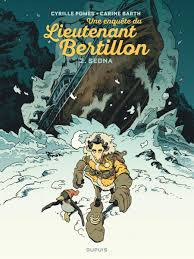 CYRILLE POMÈS - CARINE BARTH
Une enquête du
Lieutenant
Bertillon
2. SEDNA
DUPUIS